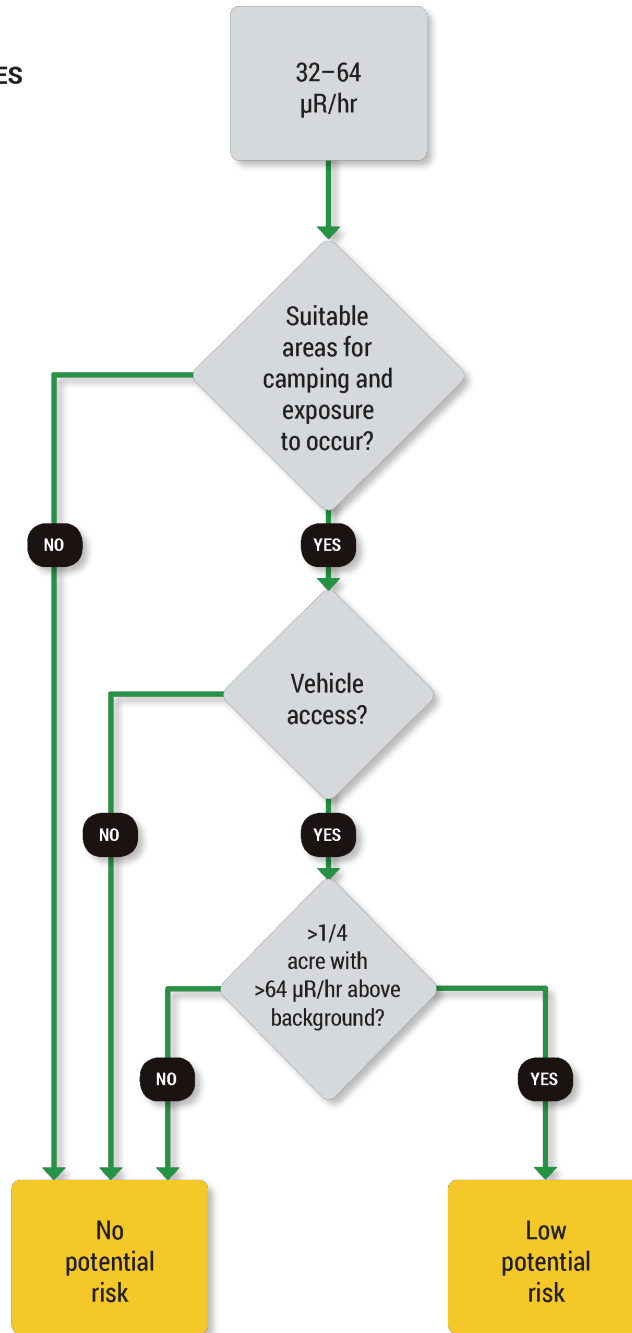 ES
32–64
µR/hr
Suitable
areas for
camping and
exposure
to occur?
NO
YES
Vehicle
access?
NO
YES
>1/4
acre with
>64 µR/hr above
background?
NO
YES
No
potential
risk
Low
potential
risk